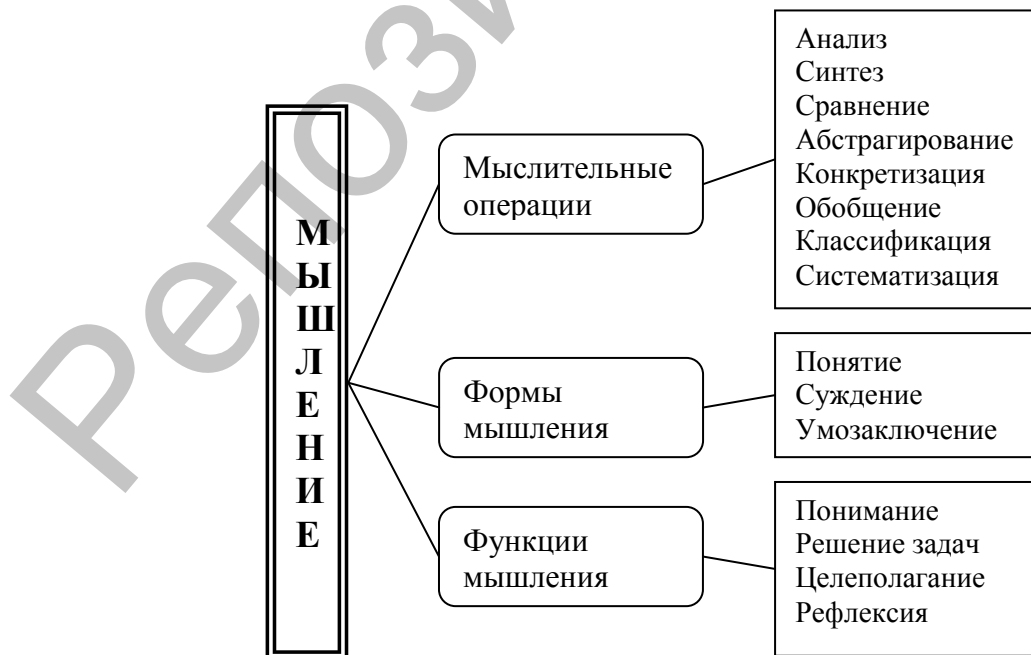 МЫШЛЕНИЕ
Мыслительные
операции
Анализ
Синтез
Сравнение
Абстрагирование
Конкретизация
Обобщение
Классификация
Систематизация
Формы
мышления
Понятие
Суждение
Умозаключение
Функции
мышления
Понимание
Решение задач
Целеполагание
Рефлексия